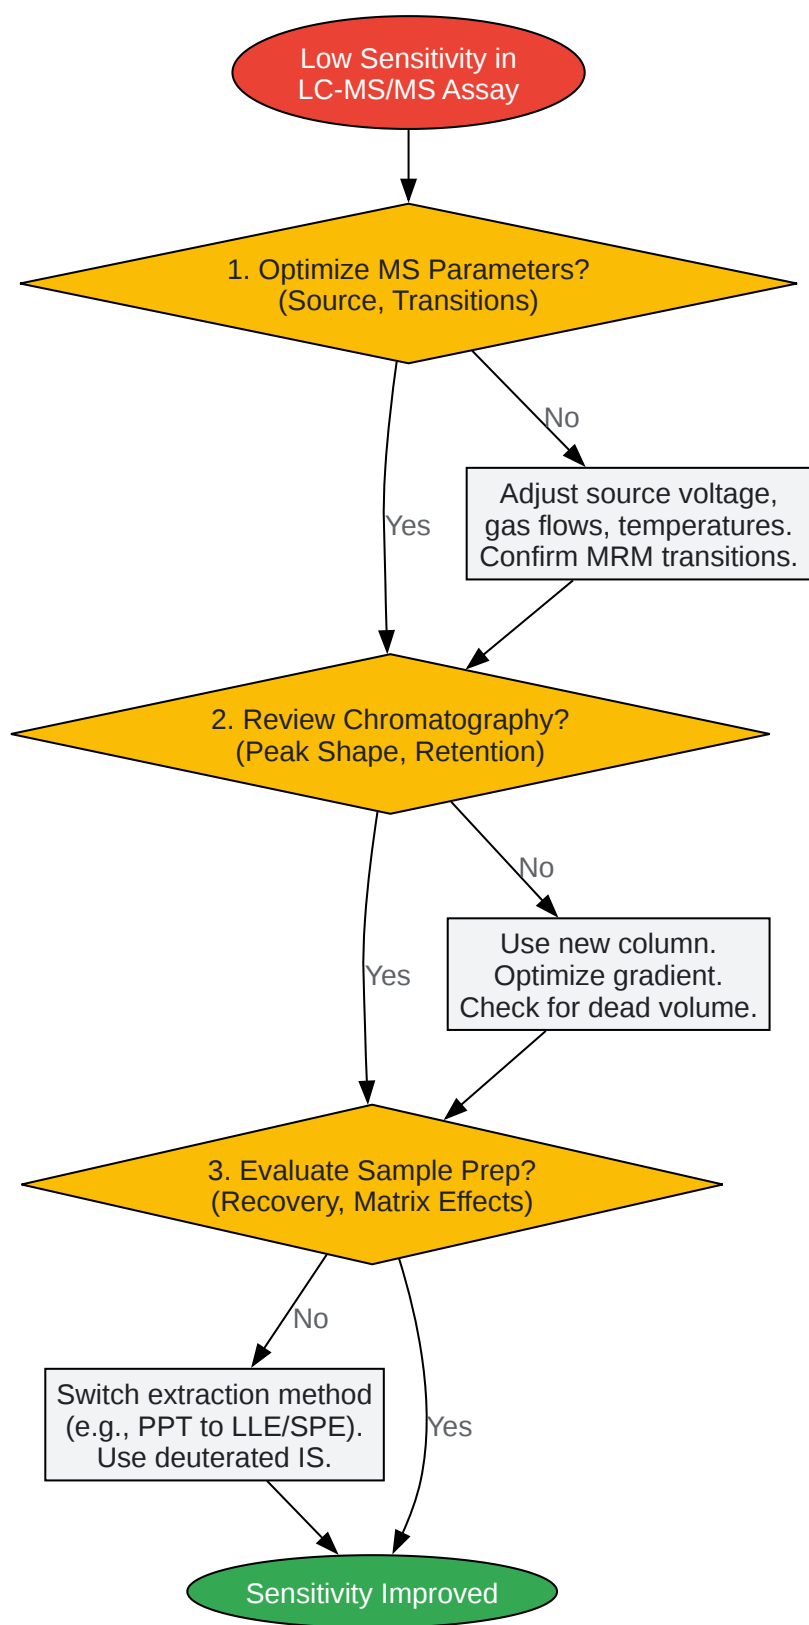 Low Sensitivity in
LC-MS/MS Assay
1. Optimize MS Parameters?
(Source, Transitions)
No
Adjust source voltage,
gas flows, temperatures.
Confirm MRM transitions.
Yes
2. Review Chromatography?
(Peak Shape, Retention)
No
Use new column.
Optimize gradient.
Check for dead volume.
Yes
3. Evaluate Sample Prep?
(Recovery, Matrix Effects)
No
Switch extraction method
(e.g., PPT to LLE/SPE).
Use deuterated IS.
Yes
Sensitivity Improved